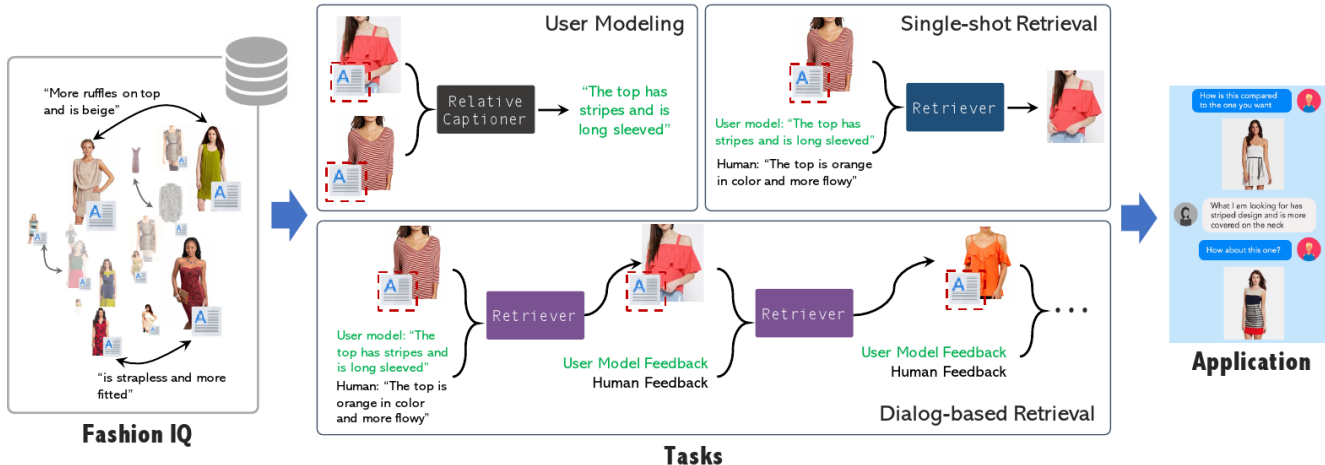 “More ruffles on top
and is beige”
“is strapless and more
fitted”
Fashion IQ
User Modeling
Relative
Captioner
“The top has
stripes and is
long sleeved”
Single-shot Retrieval
User model: “The top has
stripes and is long sleeved”
Human: “The top is orange
in color and more flowy”
Retriever
User model: “The
top has stripes and
is long sleeved”
Human: “The top is
orange in color
and more flowy”
Retriever
User Model Feedback
Human Feedback
Retriever
User Model Feedback
Human Feedback
...
Dialog-based Retrieval
Tasks
How is this compared
to the one you want
What I am looking for has
striped design and is more
covered on the neck
How about this one?
Application